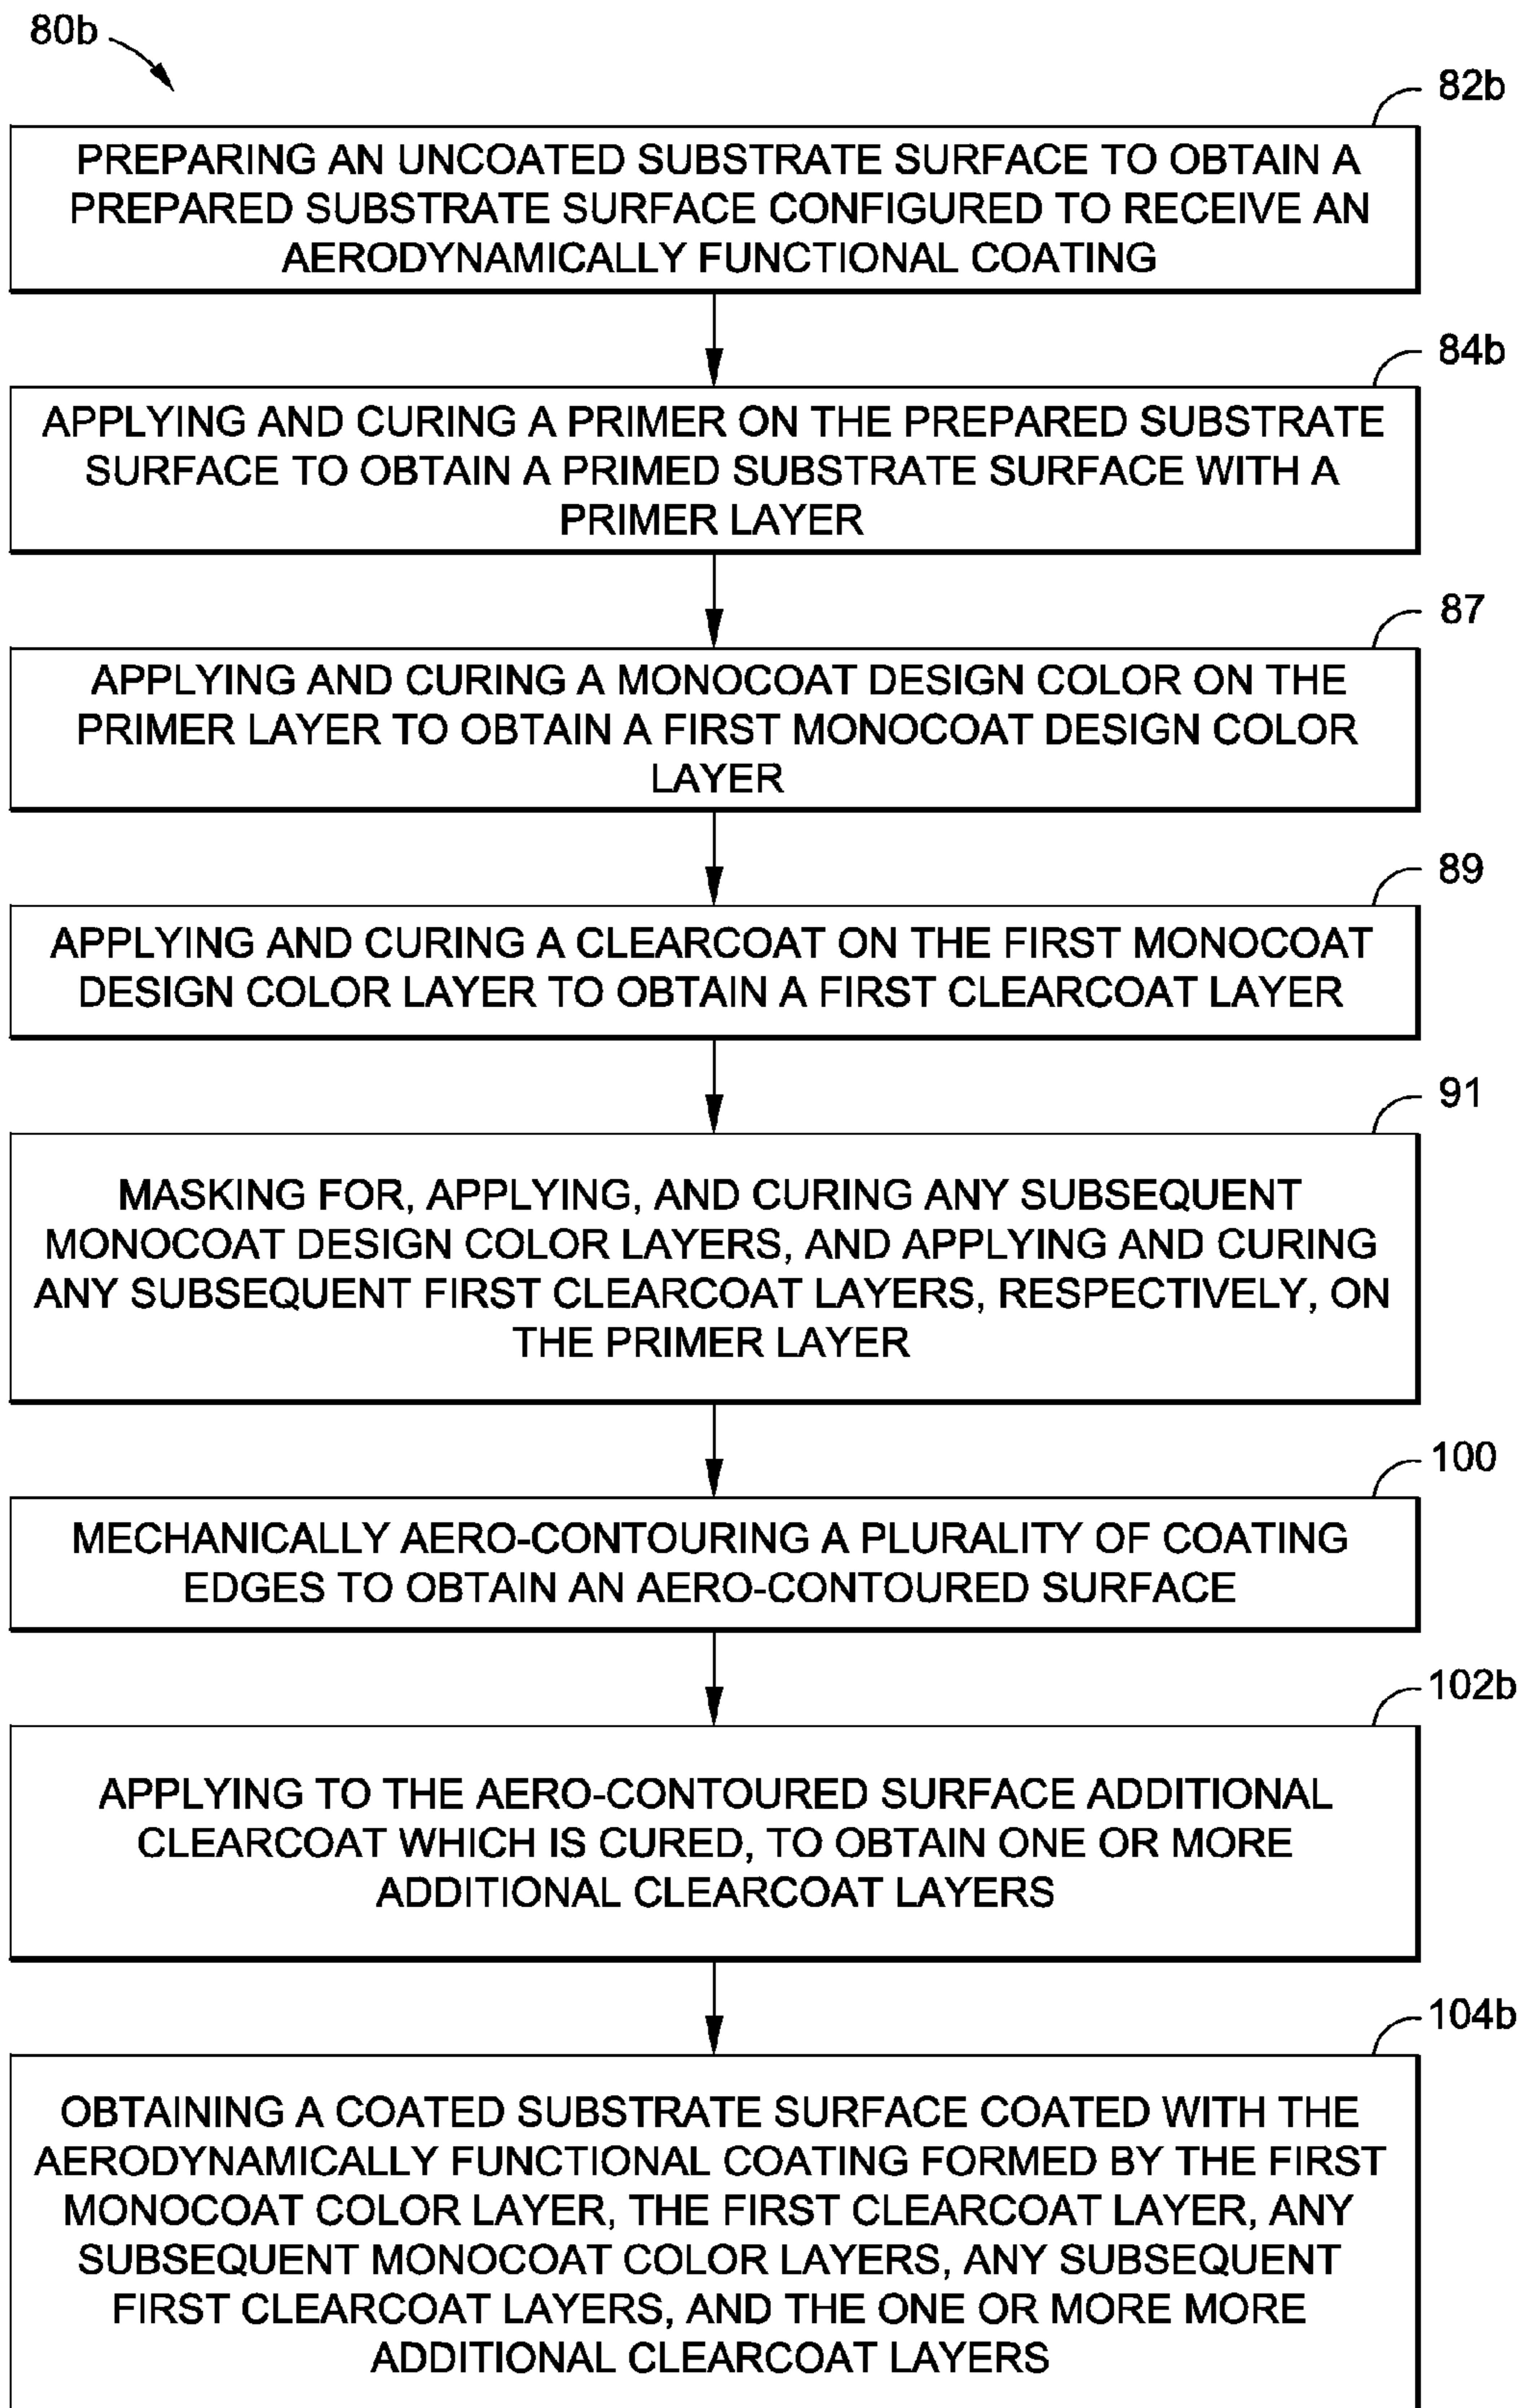 80b
82b
PREPARING AN UNCOATED SUBSTRATE SURFACE TO OBTAIN A
PREPARED SUBSTRATE SURFACE CONFIGURED TO RECEIVE AN
AERODYNAMICALLY FUNCTIONAL COATING
84b
APPLYING AND CURING A PRIMER ON THE PREPARED SUBSTRATE
SURFACE TO OBTAIN A PRIMED SUBSTRATE SURFACE WITH A
PRIMER LAYER
87
APPLYING AND CURING A MONOCOAT DESIGN COLOR ON THE
PRIMER LAYER TO OBTAIN A FIRST MONOCOAT DESIGN COLOR
LAYER
89
APPLYING AND CURING A CLEARCOAT ON THE FIRST MONOCOAT
DESIGN COLOR LAYER TO OBTAIN A FIRST CLEARCOAT LAYER
91
MASKING FOR, APPLYING, AND CURING ANY SUBSEQUENT
MONOCOAT DESIGN COLOR LAYERS, AND APPLYING AND CURING
ANY SUBSEQUENT FIRST CLEARCOAT LAYERS, RESPECTIVELY, ON
THE PRIMER LAYER
100
MECHANICALLY AERO-CONTOURING A PLURALITY OF COATING
EDGES TO OBTAIN AN AERO-CONTOURED SURFACE
102b
APPLYING TO THE AERO-CONTOURED SURFACE ADDITIONAL
CLEARCOAT WHICH IS CURED, TO OBTAIN ONE OR MORE
ADDITIONAL CLEARCOAT LAYERS
104b
OBTAINING A COATED SUBSTRATE SURFACE COATED WITH THE
AERODYNAMICALLY FUNCTIONAL COATING FORMED BY THE FIRST
MONOCOAT COLOR LAYER, THE FIRST CLEARCOAT LAYER, ANY
SUBSEQUENT MONOCOAT COLOR LAYERS, ANY SUBSEQUENT
FIRST CLEARCOAT LAYERS, AND THE ONE OR MORE MORE
ADDITIONAL CLEARCOAT LAYERS